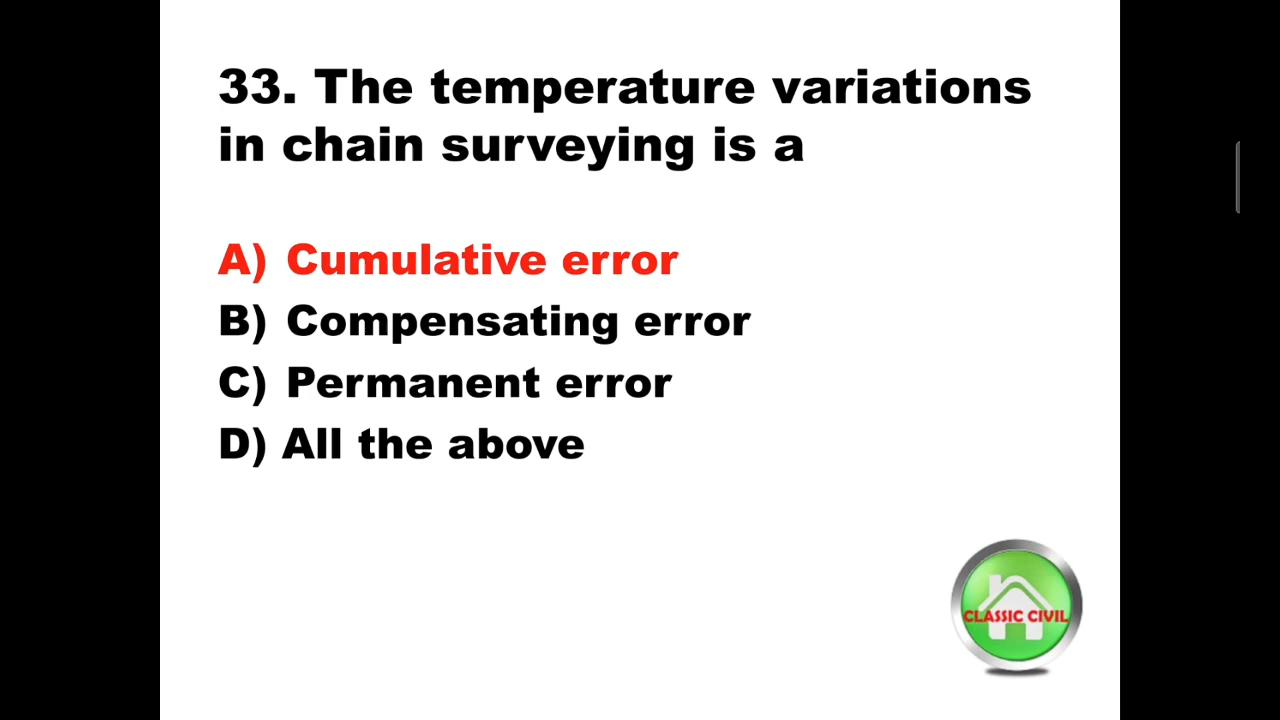 33. The temperature variations
in chain surveying is a
A) Cumulative error
B) Compensating error
C) Permanent error
D) All the above
CLASSIC CIVIL